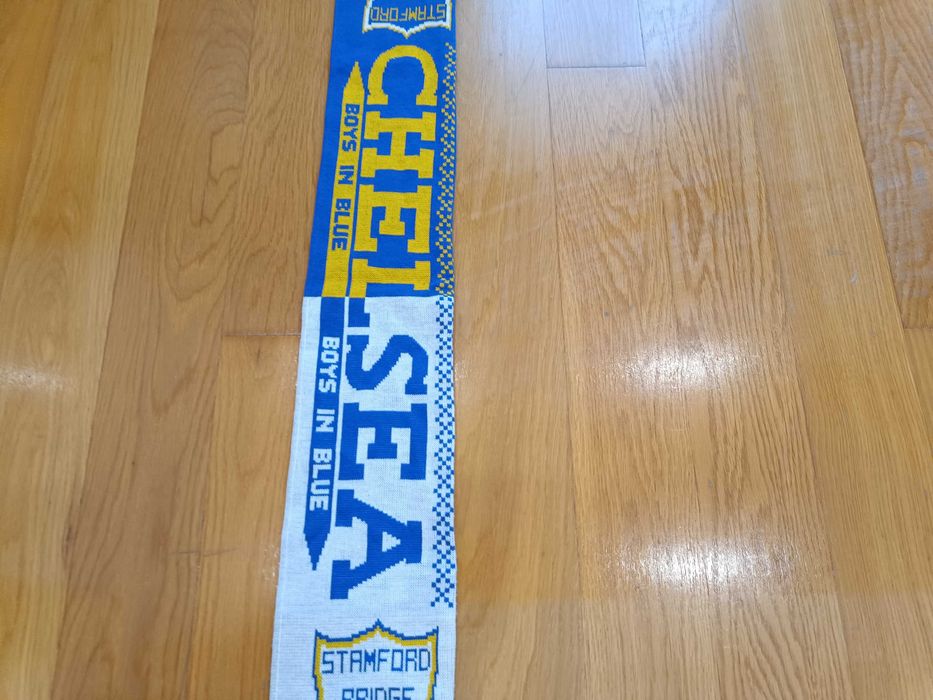 STAMFORD
CHELSEA
BOYS IN BLUE
BOYS IN BLUE
STAMFORD
BRIDGE